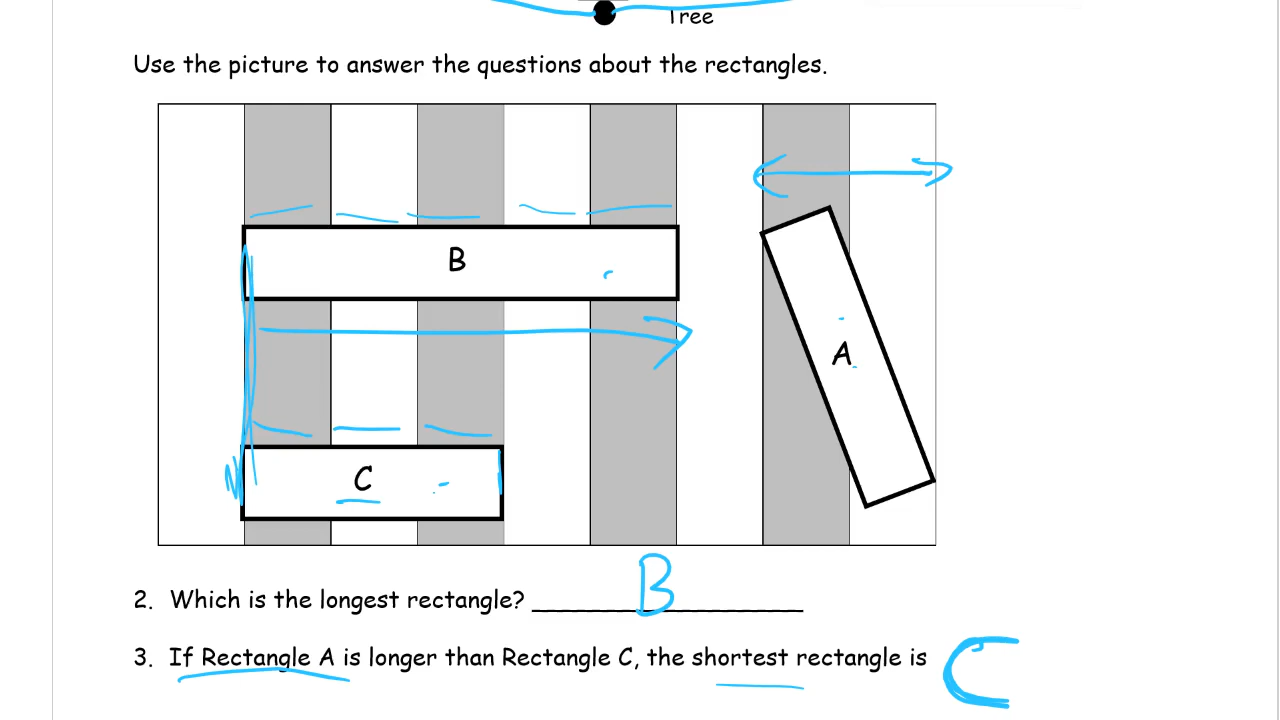 Tree
Use the picture to answer the questions about the rectangles.
B
A
C
2. Which is the longest rectangle? B
3. If Rectangle A is longer than Rectangle C, the shortest rectangle is C